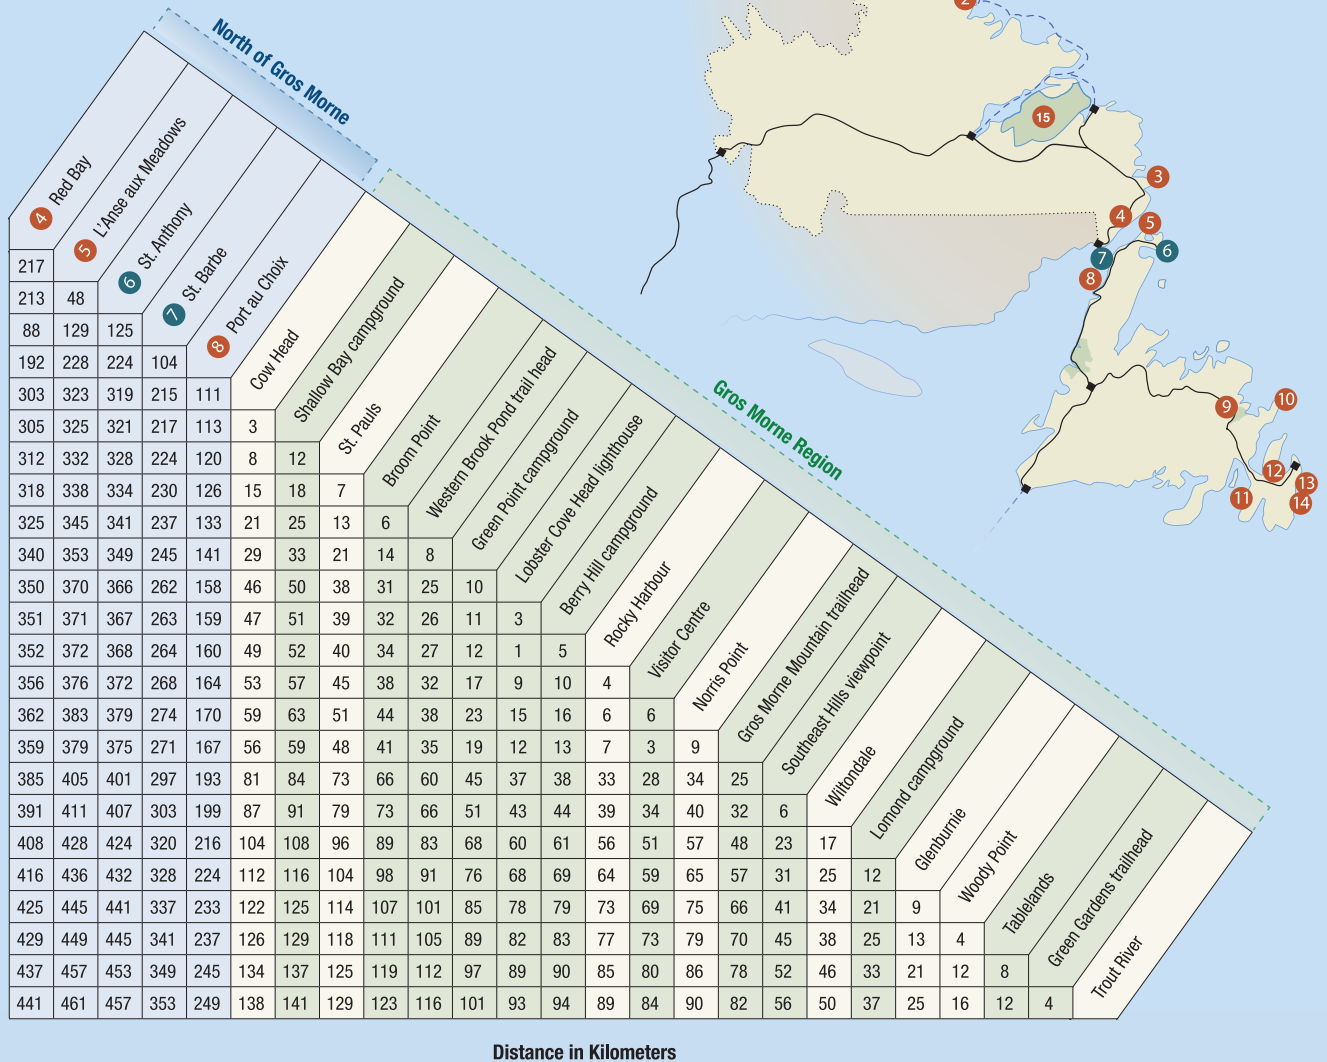 North of Gros Morne
Gros Morne Region
2
15
3
4
5
6
7
8
9
10
11
12
13
14
4 Red Bay
217 5 L'Anse aux Meadows
213 48 6 St. Anthony
88 129 125 7 St. Barbe
192 228 224 104 8 Port au Choix
303 323 319 215 111 Cow Head
305 325 321 217 113 3 Shallow Bay campground
312 332 328 224 120 8 12 St. Pauls
318 338 334 230 126 15 18 7 Broom Point
325 345 341 237 133 21 25 13 6 Western Brook Pond trail head
340 353 349 245 141 29 33 21 14 8 Green Point campground
350 370 366 262 158 46 50 38 31 25 10 Lobster Cove Head lighthouse
351 371 367 263 159 47 51 39 32 26 11 3 Berry Hill campground
352 372 368 264 160 49 52 40 34 27 12 1 5 Rocky Harbour
356 376 372 268 164 53 57 45 38 32 17 9 10 4 Visitor Centre
362 383 379 274 170 59 63 51 44 38 23 15 16 6 6 Norris Point
359 379 375 271 167 56 59 48 41 35 19 12 13 7 3 9 Gros Morne Mountain trailhead
385 405 401 297 193 81 84 73 66 60 45 37 38 33 28 34 25 Southeast Hills viewpoint
391 411 407 303 199 87 91 79 73 66 51 43 44 39 34 40 32 6 Wiltondale
408 428 424 320 216 104 108 96 89 83 68 60 61 56 51 57 48 23 17 Lomond campground
416 436 432 328 224 112 116 104 98 91 76 68 69 64 59 65 57 31 25 12 Glenburnie
425 445 441 337 233 122 125 114 107 101 85 78 79 73 69 75 66 41 34 21 9 Woody Point
429 449 445 341 237 126 129 118 111 105 89 82 83 77 73 79 70 45 38 25 13 4 Tablelands
437 457 453 349 245 134 137 125 119 112 97 89 90 85 80 86 78 52 46 33 21 12 8 Green Gardens trailhead
441 461 457 353 249 138 141 129 123 116 101 93 94 89 84 90 82 56 50 37 25 16 12 4 Trout River
Distance in Kilometers